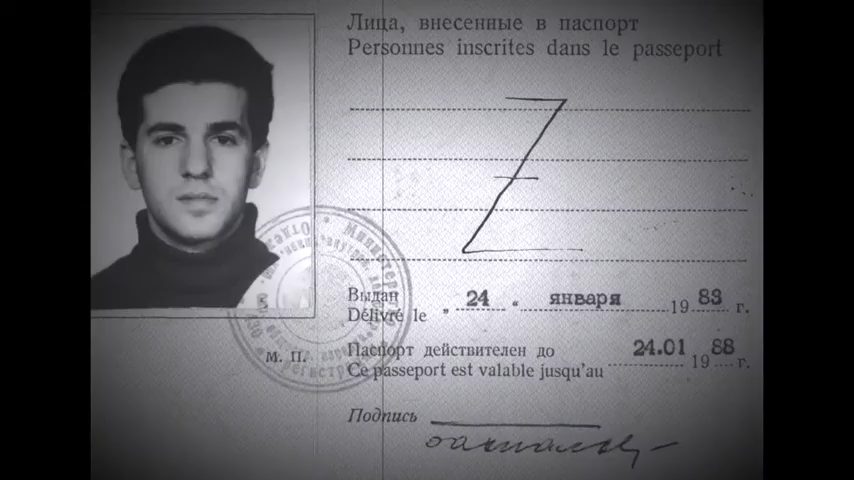 Лица, внесенные в паспорт
Personnes inscrites dans le passeport
Выдан
Délivré le „ 24 “ января 1983 г.
Паспорт действителен до 24.01 1988 г.
Ce passeport est valable jusqu'au
м. П.
Подпись